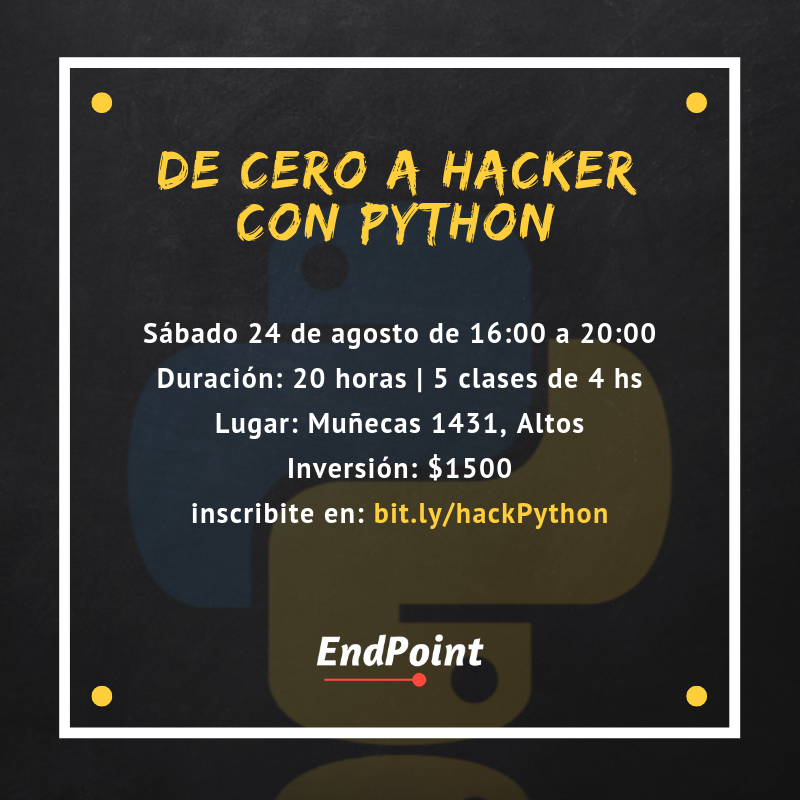 DE CERO A HACKER
CON PYTHON
Sábado 24 de agosto de 16:00 a 20:00
Duración: 20 horas | 5 clases de 4 hs
Lugar: Muñecas 1431, Altos
Inversión: $1500
inscribite en: bit.ly/hackPython
EndPoint